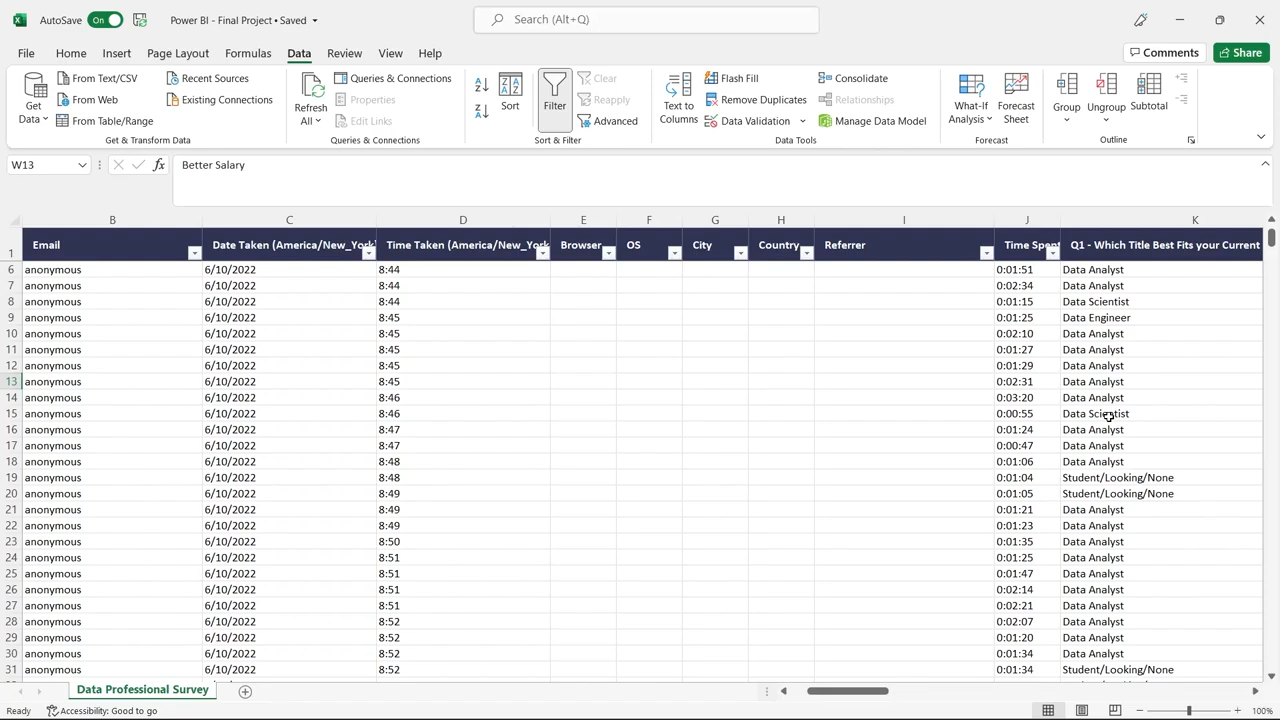 AutoSave On Power BI - Final Project • Saved Search (Alt+Q)
File Home Insert Page Layout Formulas Data Review View Help Comments Share
Get Data From Text/CSV From Web From Table/Range Recent Sources Existing Connections
Get & Transform Data
Refresh All Queries & Connections Properties Edit Links
Queries & Connections
Sort Filter Clear Reapply Advanced
Sort & Filter
Text to Columns Flash Fill Remove Duplicates Data Validation Consolidate Relationships Manage Data Model
Data Tools
What-If Analysis Forecast Sheet
Forecast
Group Ungroup Subtotal
Outline
W13 fx Better Salary
B C D E F G H I J K
1 Email Date Taken (America/New_York Time Taken (America/New_York Browser OS City Country Referrer Time Spent Q1 - Which Title Best Fits your Current
6 anonymous 6/10/2022 8:44 0:01:51 Data Analyst
7 anonymous 6/10/2022 8:44 0:02:34 Data Analyst
8 anonymous 6/10/2022 8:44 0:01:15 Data Scientist
9 anonymous 6/10/2022 8:45 0:01:25 Data Engineer
10 anonymous 6/10/2022 8:45 0:02:10 Data Analyst
11 anonymous 6/10/2022 8:45 0:01:27 Data Analyst
12 anonymous 6/10/2022 8:45 0:01:29 Data Analyst
13 anonymous 6/10/2022 8:45 0:02:31 Data Analyst
14 anonymous 6/10/2022 8:46 0:03:20 Data Analyst
15 anonymous 6/10/2022 8:46 0:00:55 Data Scientist
16 anonymous 6/10/2022 8:47 0:01:24 Data Analyst
17 anonymous 6/10/2022 8:47 0:00:47 Data Analyst
18 anonymous 6/10/2022 8:48 0:01:06 Data Analyst
19 anonymous 6/10/2022 8:48 0:01:04 Student/Looking/None
20 anonymous 6/10/2022 8:49 0:01:05 Student/Looking/None
21 anonymous 6/10/2022 8:49 0:01:21 Data Analyst
22 anonymous 6/10/2022 8:49 0:01:23 Data Analyst
23 anonymous 6/10/2022 8:50 0:01:35 Data Analyst
24 anonymous 6/10/2022 8:51 0:01:25 Data Analyst
25 anonymous 6/10/2022 8:51 0:01:47 Data Analyst
26 anonymous 6/10/2022 8:51 0:02:14 Data Analyst
27 anonymous 6/10/2022 8:51 0:02:21 Data Analyst
28 anonymous 6/10/2022 8:52 0:02:07 Data Analyst
29 anonymous 6/10/2022 8:52 0:01:20 Data Analyst
30 anonymous 6/10/2022 8:52 0:01:34 Data Analyst
31 anonymous 6/10/2022 8:52 0:01:34 Student/Looking/None
Data Professional Survey
Ready Accessibility: Good to go 100%